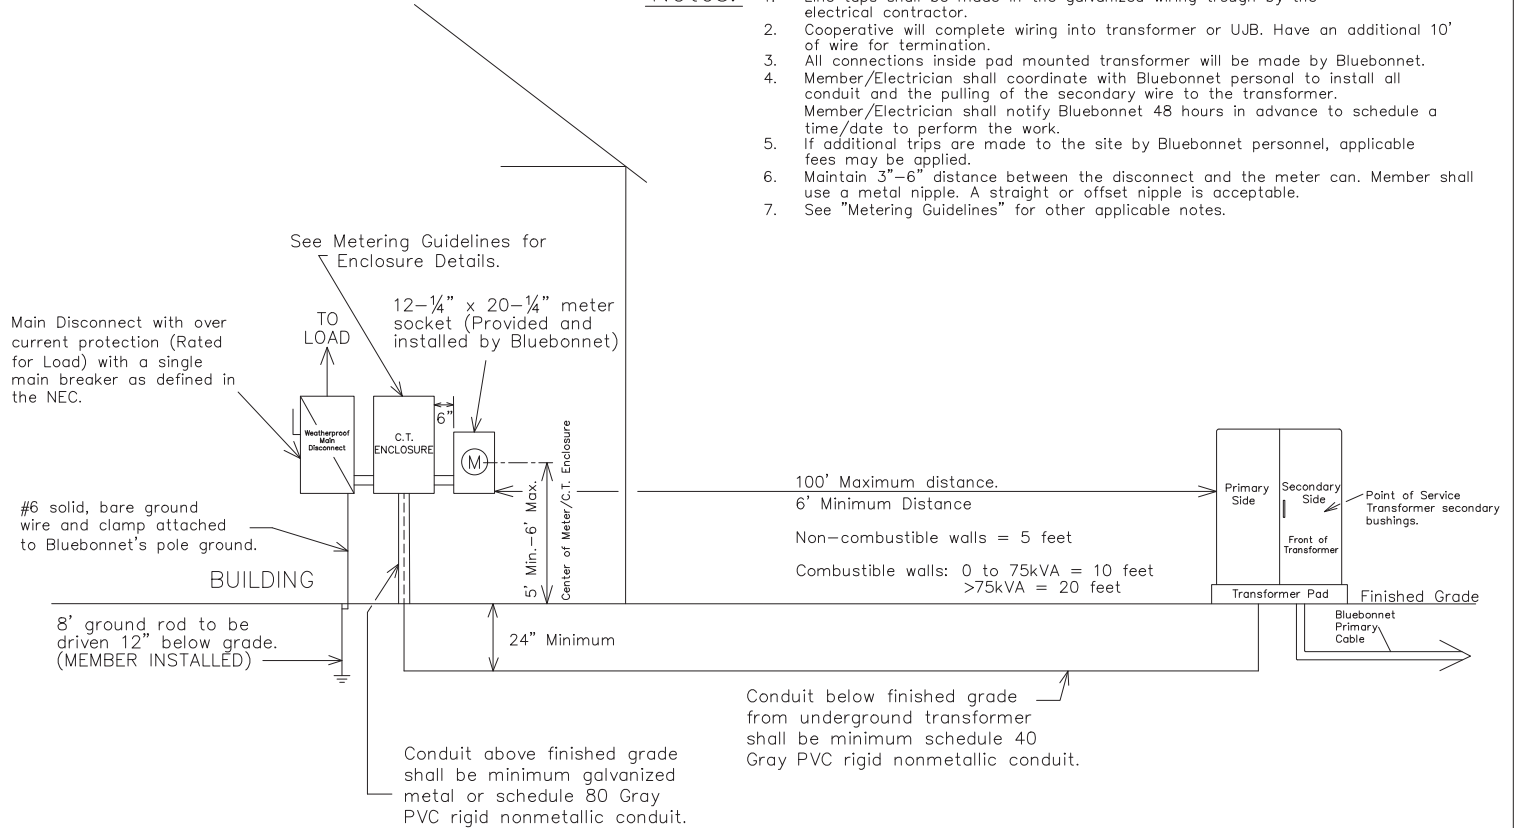 Notes:
1. Line taps shall be made in the galvanized wiring trough by the
electrical contractor.
2. Cooperative will complete wiring into transformer or UJB. Have an additional 10'
of wire for termination.
3. All connections inside pad mounted transformer will be made by Bluebonnet.
4. Member/Electrician shall coordinate with Bluebonnet personal to install all
conduit and the pulling of the secondary wire to the transformer.
Member/Electrician shall notify Bluebonnet 48 hours in advance to schedule a
time/date to perform the work.
5. If additional trips are made to the site by Bluebonnet personnel, applicable
fees may be applied.
6. Maintain 3"-6" distance between the disconnect and the meter can. Member shall
use a metal nipple. A straight or offset nipple is acceptable.
7. See "Metering Guidelines" for other applicable notes.
See Metering Guidelines for
Enclosure Details.
12-¼" x 20-¼" meter
socket (Provided and
installed by Bluebonnet)
Main Disconnect with over
current protection (Rated
for Load) with a single
main breaker as defined in
the NEC.
TO
LOAD
6"
Weatherproof
Main
Disconnect
C.T.
ENCLOSURE
M
5' Min.-6' Max.
Center of Meter/C.T. Enclosure
100' Maximum distance.
6' Minimum Distance
Non-combustible walls = 5 feet
Combustible walls: 0 to 75kVA = 10 feet
>75kVA = 20 feet
Primary
Side
Secondary
Side
Front of
Transformer
Point of Service
Transformer secondary
bushings.
#6 solid, bare ground
wire and clamp attached
to Bluebonnet's pole ground.
BUILDING
Transformer Pad
Finished Grade
8' ground rod to be
driven 12" below grade.
(MEMBER INSTALLED)
24" Minimum
Bluebonnet
Primary
Cable
Conduit below finished grade
from underground transformer
shall be minimum schedule 40
Gray PVC rigid nonmetallic conduit.
Conduit above finished grade
shall be minimum galvanized
metal or schedule 80 Gray
PVC rigid nonmetallic conduit.